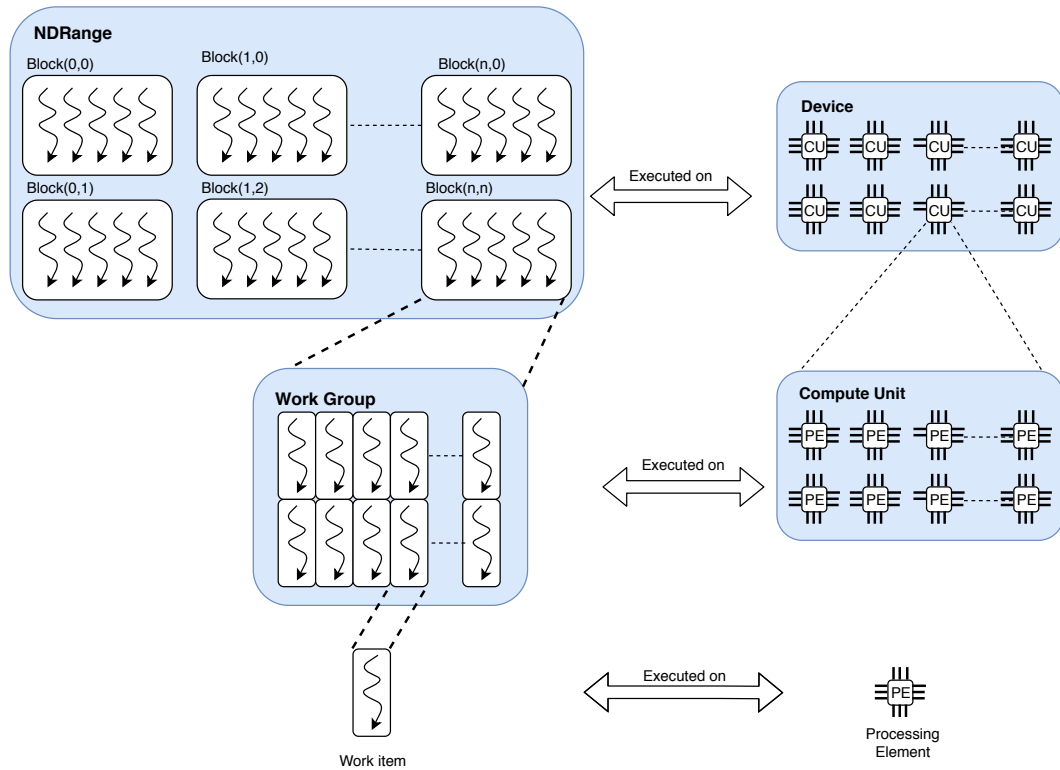 NDRange
Block(0,0)
Block(1,0)
Block(n,0)
Block(0,1)
Block(1,2)
Block(n,n)
Executed on
Device
CU CU CU CU
CU CU CU CU
Work Group
Executed on
Compute Unit
PE PE PE PE
PE PE PE PE
Work item
Executed on
PE
Processing
Element